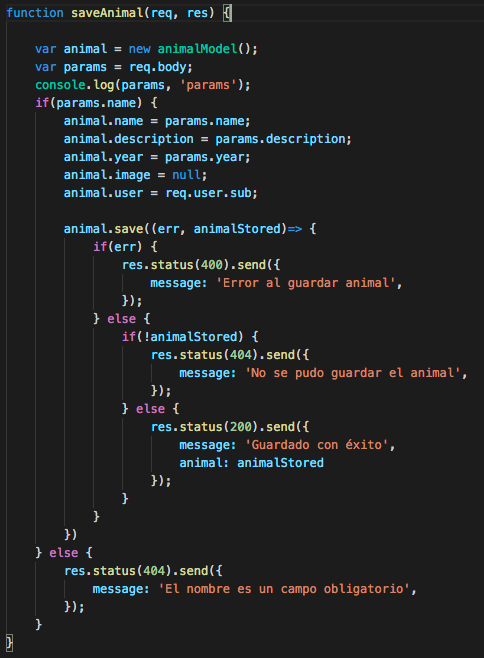 function saveAnimal(req, res) {
    var animal = new animalModel();
    var params = req.body;
    console.log(params, 'params');
    if(params.name) {
        animal.name = params.name;
        animal.description = params.description;
        animal.year = params.year;
        animal.image = null;
        animal.user = req.user.sub;
        animal.save((err, animalStored)=> {
            if(err) {
                res.status(400).send({
                    message: 'Error al guardar animal',
                });
            } else {
                if(!animalStored) {
                    res.status(404).send({
                        message: 'No se pudo guardar el animal',
                    });
                } else {
                    res.status(200).send({
                        message: 'Guardado con éxito',
                        animal: animalStored
                    });
                }
            }
        })
    } else {
        res.status(404).send({
            message: 'El nombre es un campo obligatorio',
        });
    }
}